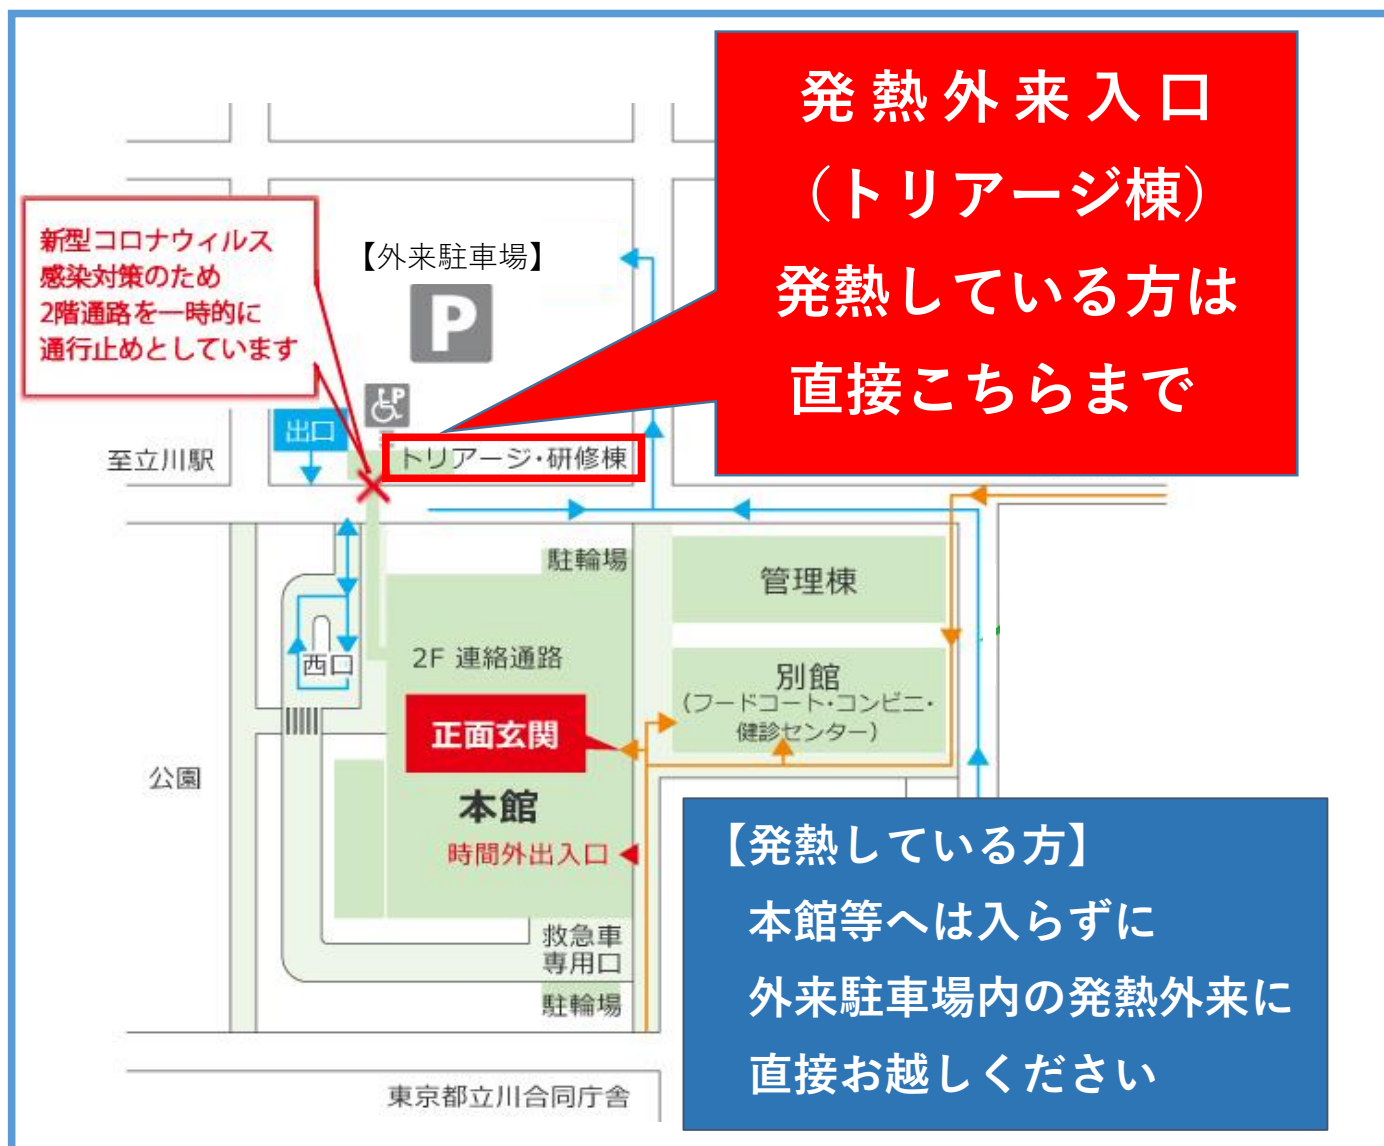 発熱外来入口
（トリアージ棟）
発熱している方は
直接こちらまで
新型コロナウィルス
感染対策のため
2階通路を一時的に
通行止めとしています
【外来駐車場】
P
P
出口
至立川駅
トリアージ・研修棟
駐輪場
管理棟
2F 連絡通路
西口
別館
（フードコート・コンビニ・
健診センター）
正面玄関
公園
本館
時間外出入口
救急車
専用口
駐輪場
【発熱している方】
本館等へは入らずに
外来駐車場内の発熱外来に
直接お越しください
東京都立川合同庁舎